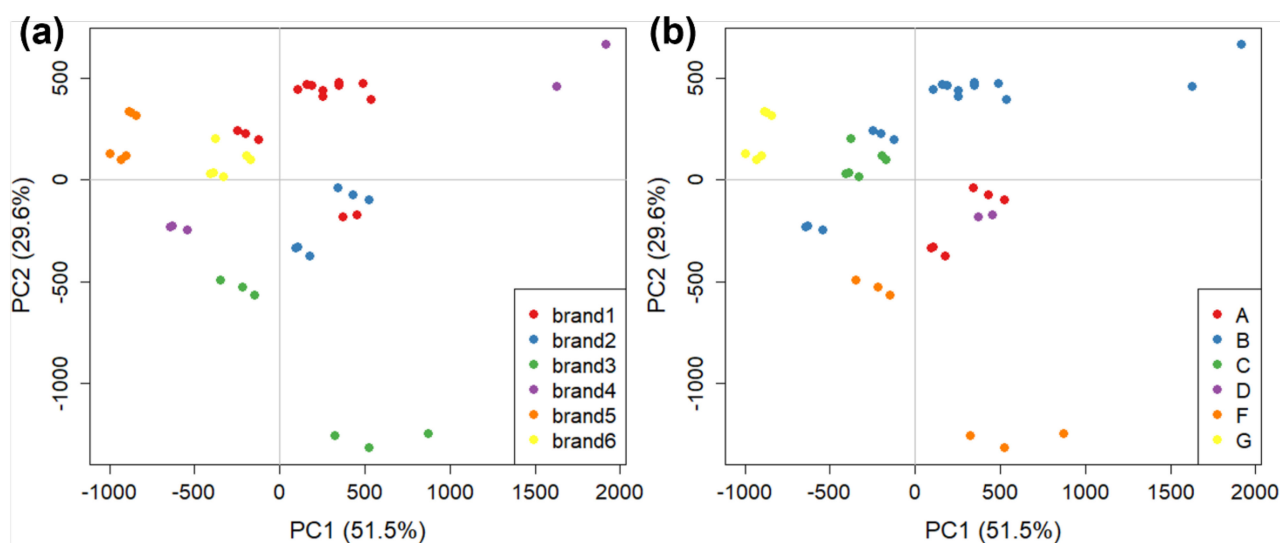 (a)
500
0
-500
-1000
PC2 (29.6%)
-1000 -500 0 500 1000 1500 2000
PC1 (51.5%)
brand1
brand2
brand3
brand4
brand5
brand6
(b)
500
0
-500
-1000
PC2 (29.6%)
-1000 -500 0 500 1000 1500 2000
PC1 (51.5%)
A
B
C
D
F
G